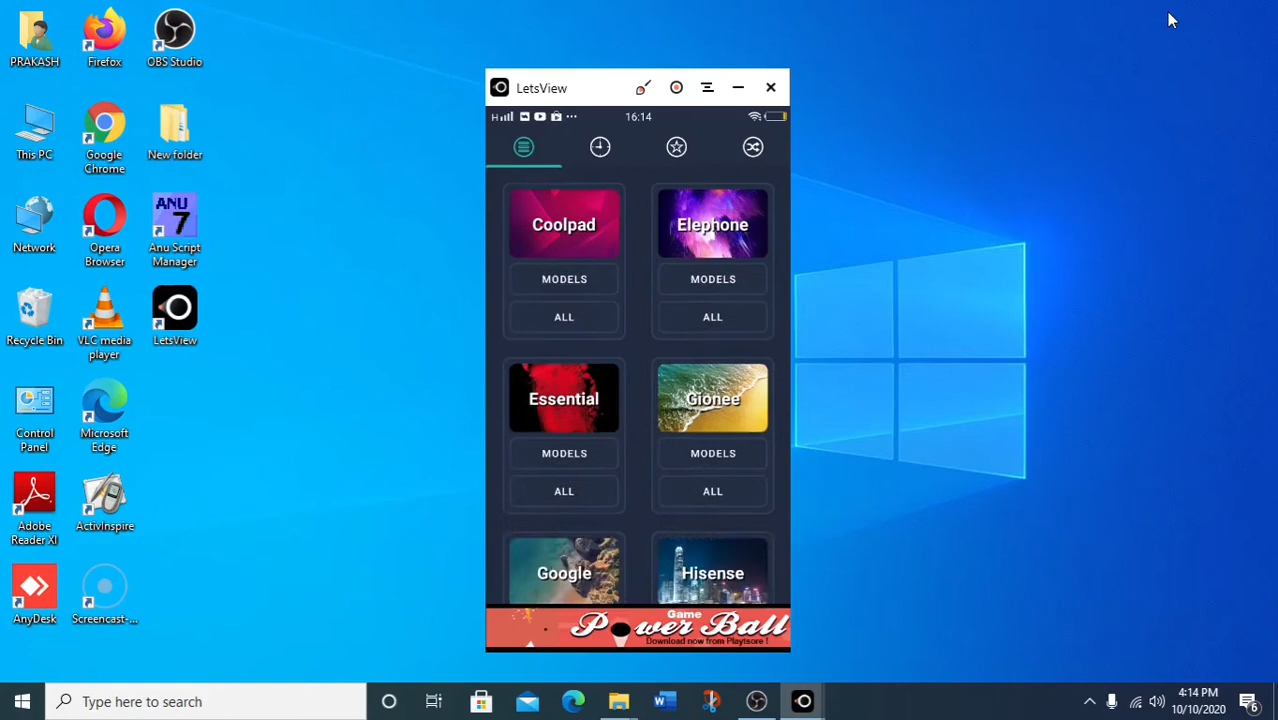 PRAKASH
Firefox
OBS Studio
This PC
Google
Chrome
New folder
Network
Opera
Browser
ANU
7
Anu Script
Manager
Recycle Bin
VLC media
player
LetsView
Control
Panel
Microsoft
Edge
Adobe
Reader XI
ActivInspire
AnyDesk
Screencast-...
LetsView
H
16:14
Coolpad
Elephone
MODELS
MODELS
ALL
ALL
Essential
Gionee
MODELS
MODELS
ALL
ALL
Google
Hisense
Game
Power Ball
Download now from Playtsore !
Type here to search
4:14 PM
10/10/2020
6